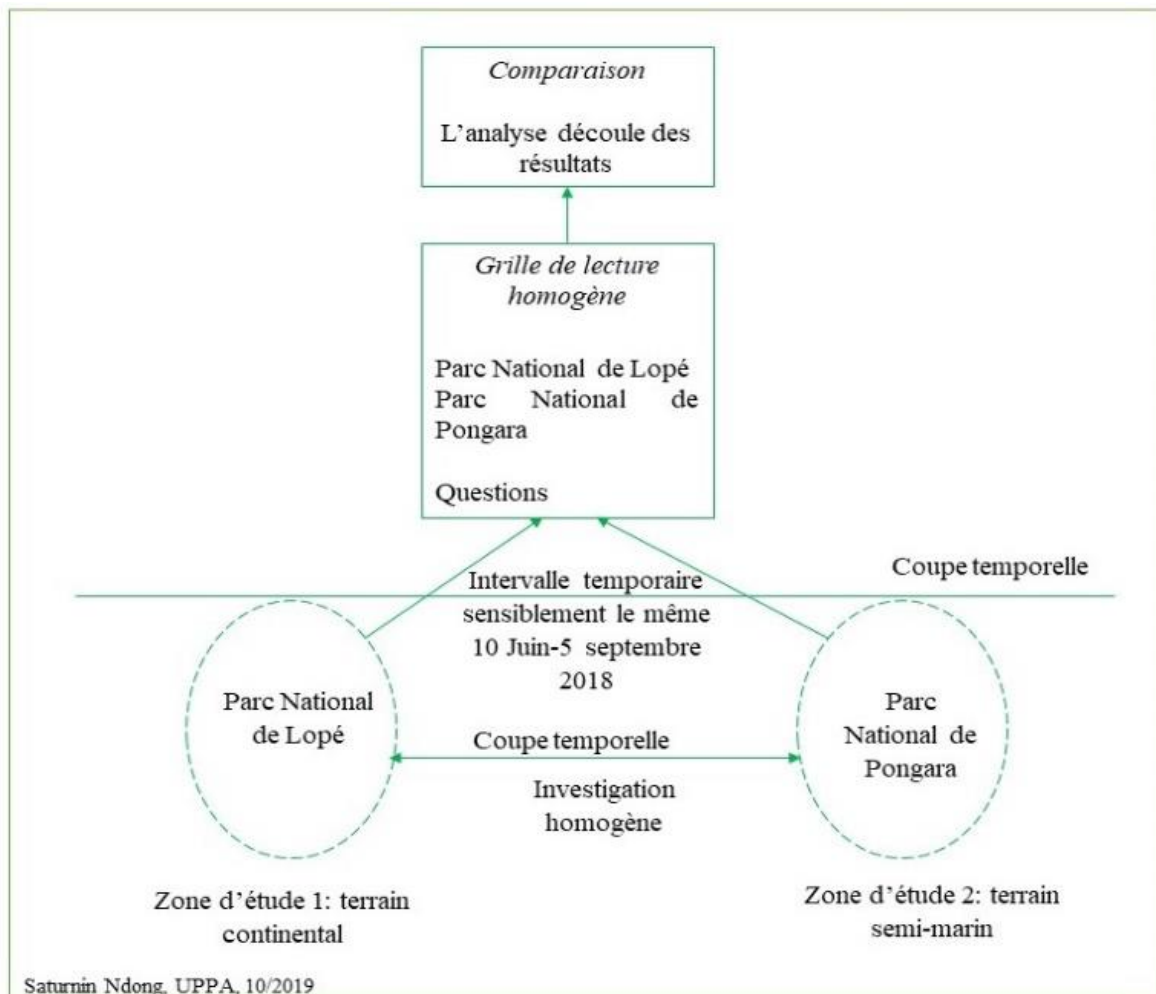 Comparaison
L'analyse découle des
résultats
Grille de lecture
homogène
Parc National de Lopé
Parc National de
Pongara
Questions
Coupe temporelle
Intervalle temporaire
sensiblement le même
10 Juin-5 septembre
2018
Parc National
de Lopé
Parc
National de
Pongara
Coupe temporelle
Investigation
homogène
Zone d'étude 1: terrain
continental
Zone d'étude 2: terrain
semi-marin
Saturnin Ndong, UPPA, 10/2019